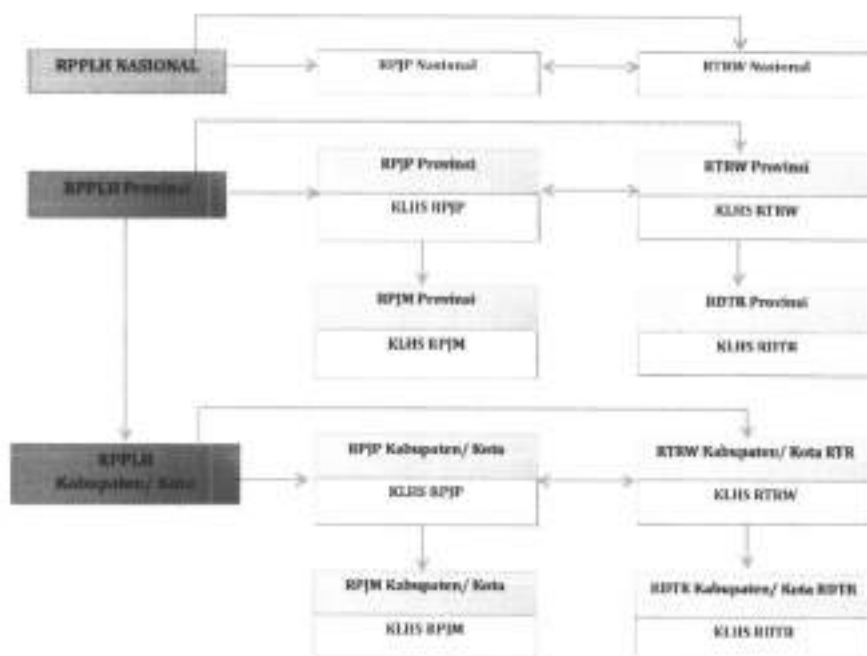 RPPLH NASIONAL
RPJP Nasional
RTRW Nasional
RPPLH Provinsi
RPJP Provinsi
KLHS RPJP
RTRW Provinsi
KLHS RTRW
RPJM Provinsi
KLHS RPJM
RDTR Provinsi
KLHS RDTR
RPPLH
Kabupaten/ Kota
RPJP Kabupaten/ Kota
KLHS RPJP
RTRW Kabupaten/ Kota RTR
KLHS RTRW
RPJM Kabupaten/ Kota
KLHS RPJM
RDTR Kabupaten/ Kota RDTR
KLHS RDTR